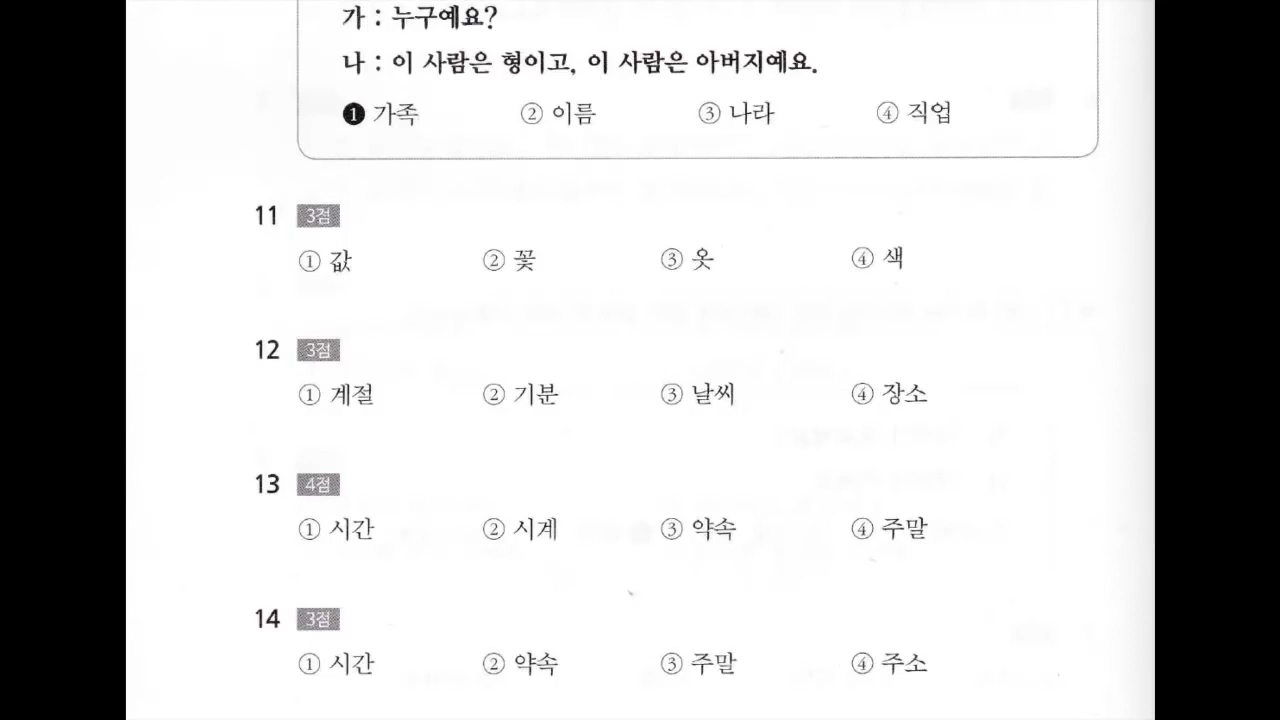 가 : 누구예요?
나 : 이 사람은 형이고, 이 사람은 아버지예요.
❶ 가족 ② 이름 ③ 나라 ④ 직업
11 3점
① 값 ② 꽃 ③ 옷 ④ 색
12 3점
① 계절 ② 기분 ③ 날씨 ④ 장소
13 4점
① 시간 ② 시계 ③ 약속 ④ 주말
14 3점
① 시간 ② 약속 ③ 주말 ④ 주소